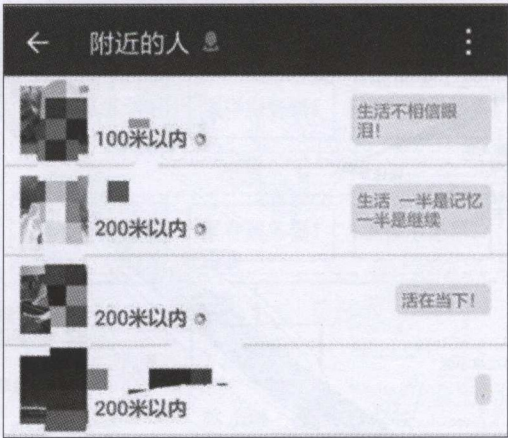 附近的人
生活不相信眼
泪!
100米以内
生活 一半是记忆
一半是继续
200米以内
活在当下!
200米以内
.
200米以内